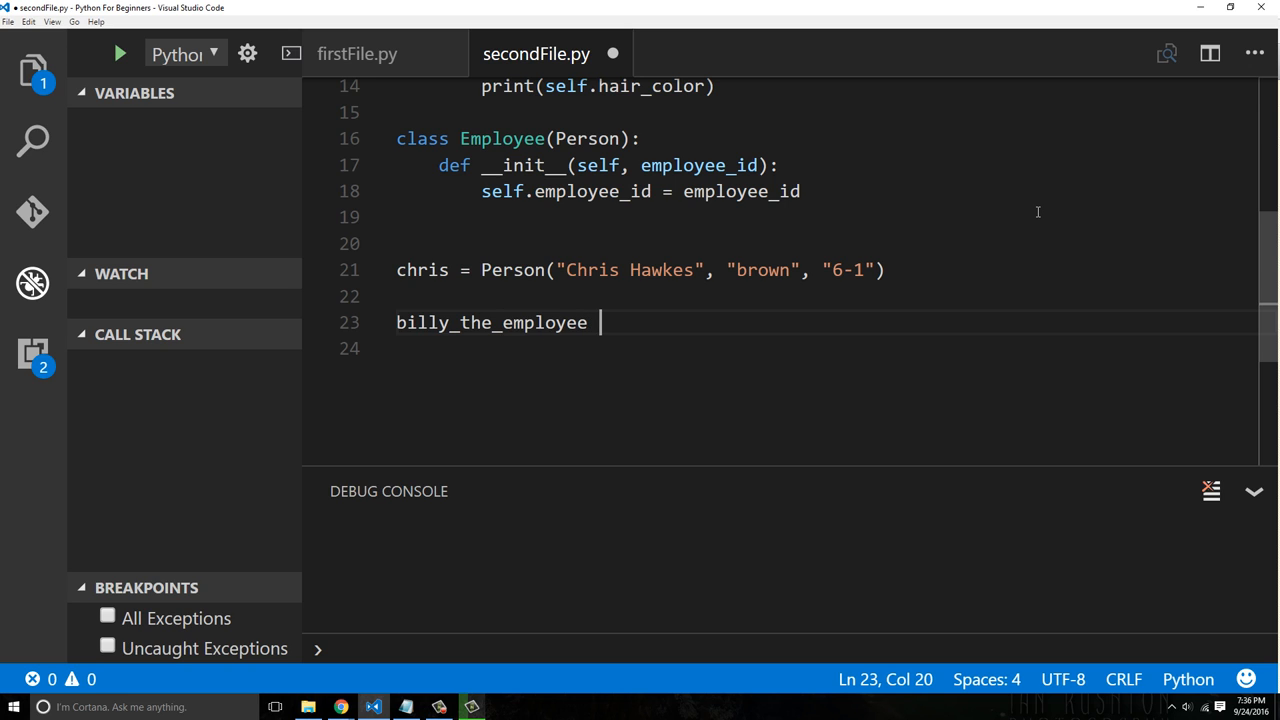 ● secondFile.py - Python For Beginners - Visual Studio Code
File Edit View Go Help
Pythor
firstFile.py
secondFile.py
VARIABLES
WATCH
CALL STACK
BREAKPOINTS
All Exceptions
Uncaught Exceptions
1
2
14 print(self.hair_color)
15
16 class Employee(Person):
17 def __init__(self, employee_id):
18 self.employee_id = employee_id
19
20
21 chris = Person("Chris Hawkes", "brown", "6-1")
22
23 billy_the_employee
24
DEBUG CONSOLE
0 0
Ln 23, Col 20 Spaces: 4 UTF-8 CRLF Python
I'm Cortana. Ask me anything.
7:36 PM
9/24/2016